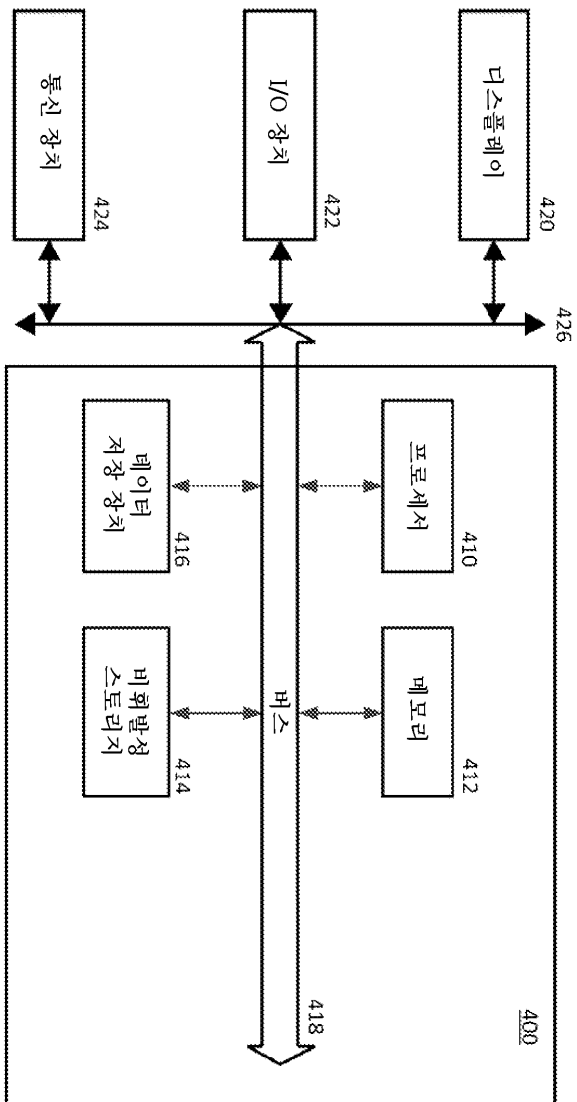 400
프로세서
410
메모리
412
버스
418
데이터
저장 장치
416
비휘발성
스토리지
414
426
디스플레이
420
I/O 장치
422
통신 장치
424